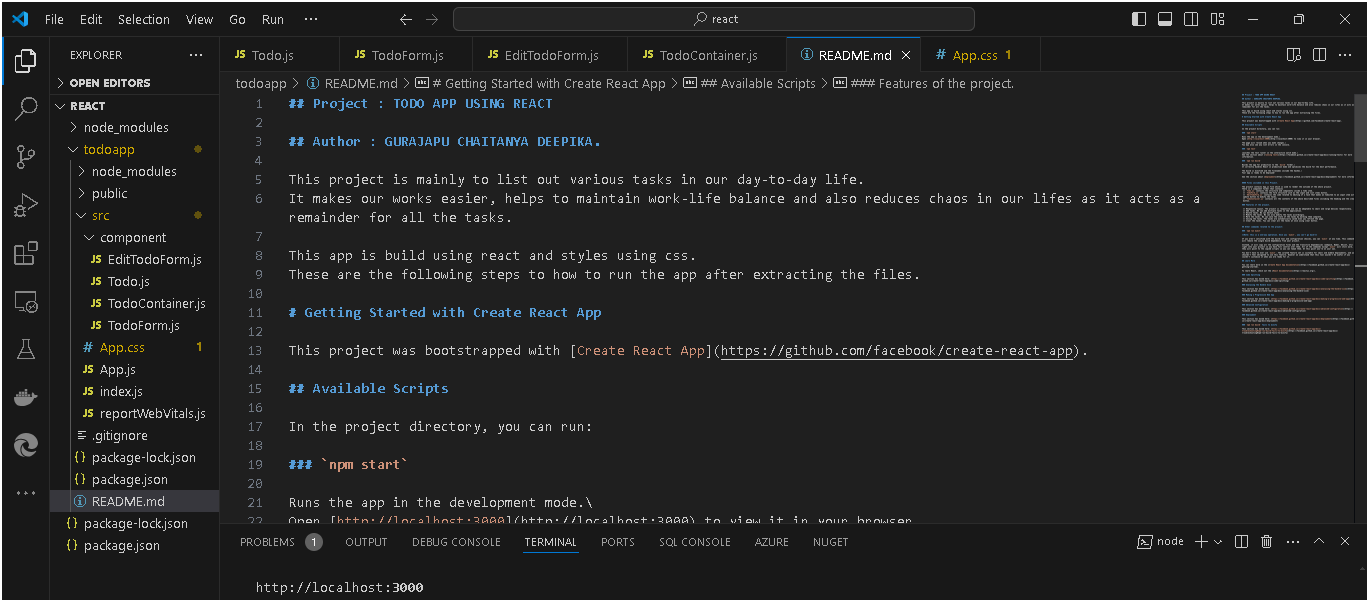 File Edit Selection View Go Run ··· react
EXPLORER ···
OPEN EDITORS
REACT
node_modules
todoapp
node_modules
public
src
component
JS EditTodoForm.js
JS Todo.js
JS TodoContainer.js
JS TodoForm.js
# App.css 1
JS App.js
JS index.js
JS reportWebVitals.js
.gitignore
{} package-lock.json
{} package.json
README.md
{} package-lock.json
{} package.json
JS Todo.js JS TodoForm.js JS EditTodoForm.js JS TodoContainer.js README.md # App.css 1 ···
todoapp > README.md > # Getting Started with Create React App > ## Available Scripts > #### Features of the project.
1 ## Project : TODO APP USING REACT
2
3 ## Author : GURAJAPU CHAITANYA DEEPIKA.
4
5 This project is mainly to list out various tasks in our day-to-day life.
6 It makes our works easier, helps to maintain work-life balance and also reduces chaos in our lifes as it acts as a
remainder for all the tasks.
7
8 This app is build using react and styles using css.
9 These are the following steps to how to run the app after extracting the files.
10
11 # Getting Started with Create React App
12
13 This project was bootstrapped with [Create React App](https://github.com/facebook/create-react-app).
14
15 ## Available Scripts
16
17 In the project directory, you can run:
18
19 ### `npm start`
20
21 Runs the app in the development mode.\
22 Open [http://localhost:3000](http://localhost:3000) to view it in your browser
PROBLEMS 1 OUTPUT DEBUG CONSOLE TERMINAL PORTS SQL CONSOLE AZURE NUGET node ···
http://localhost:3000